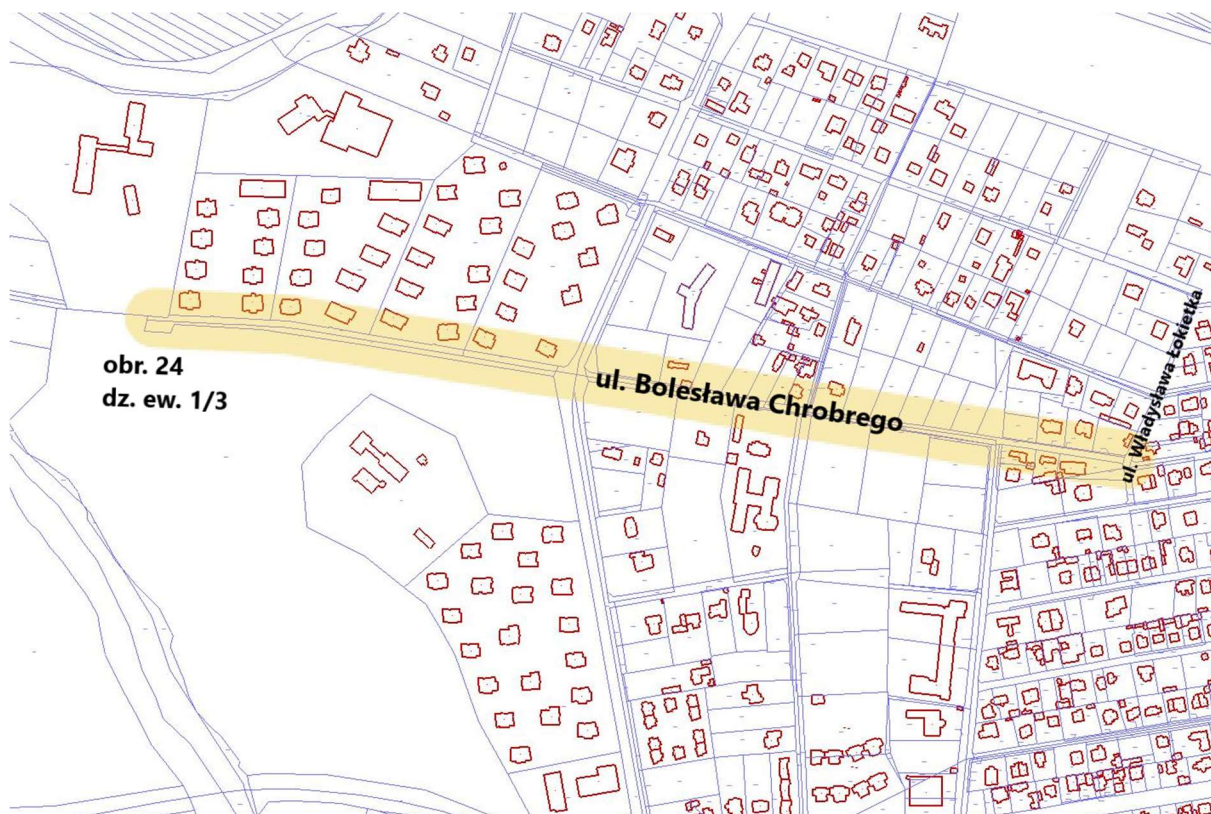 obr. 24
dz. ew. 1/3
ul. Bolesława Chrobrego
ul. Władysława Łokietka